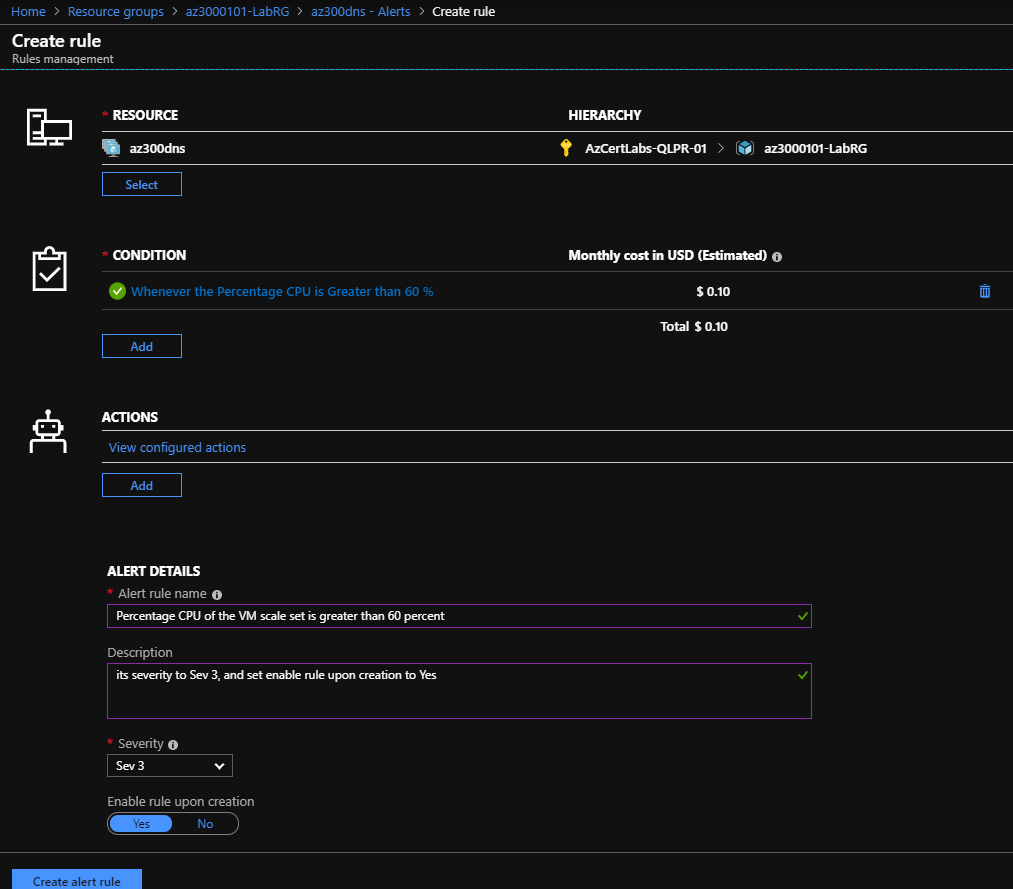 Home > Resource groups > az3000101-LabRG > az300dns - Alerts > Create rule
Create rule
Rules management
* RESOURCE HIERARCHY
az300dns AzCertLabs-QLPR-01 > az3000101-LabRG
Select
* CONDITION Monthly cost in USD (Estimated)
Whenever the Percentage CPU is Greater than 60 % $ 0.10
Total $ 0.10
Add
ACTIONS
View configured actions
Add
ALERT DETAILS
* Alert rule name
Percentage CPU of the VM scale set is greater than 60 percent
Description
its severity to Sev 3, and set enable rule upon creation to Yes
* Severity
Sev 3
Enable rule upon creation
Yes No
Create alert rule